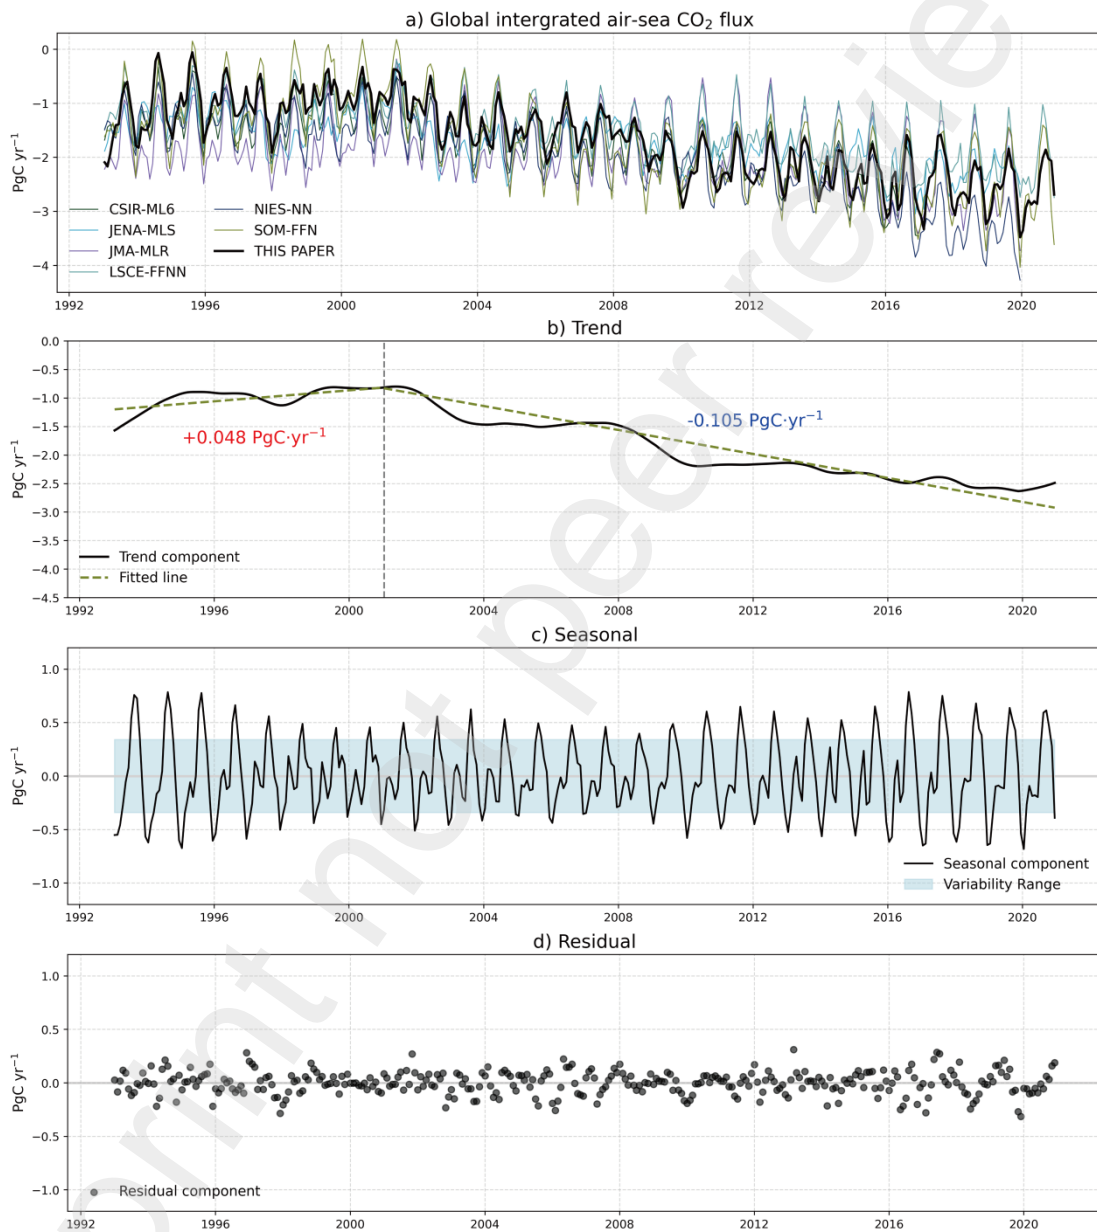 a) Global intergrated air-sea CO₂ flux
PgC yr⁻¹
0
−1
−2
−3
−4
CSIR-ML6
JENA-MLS
JMA-MLR
LSCE-FFNN
NIES-NN
SOM-FFN
THIS PAPER
1992 1996 2000 2004 2008 2012 2016 2020
b) Trend
PgC yr⁻¹
0.0
−0.5
−1.0
−1.5
−2.0
−2.5
−3.0
−3.5
−4.0
−4.5
+0.048 PgC·yr⁻¹
-0.105 PgC·yr⁻¹
Trend component
Fitted line
1992 1996 2000 2004 2008 2012 2016 2020
c) Seasonal
PgC yr⁻¹
1.0
0.5
0.0
−0.5
−1.0
Seasonal component
Variability Range
1992 1996 2000 2004 2008 2012 2016 2020
d) Residual
PgC yr⁻¹
1.0
0.5
0.0
−0.5
−1.0
Residual component
1992 1996 2000 2004 2008 2012 2016 2020
print not peer revie